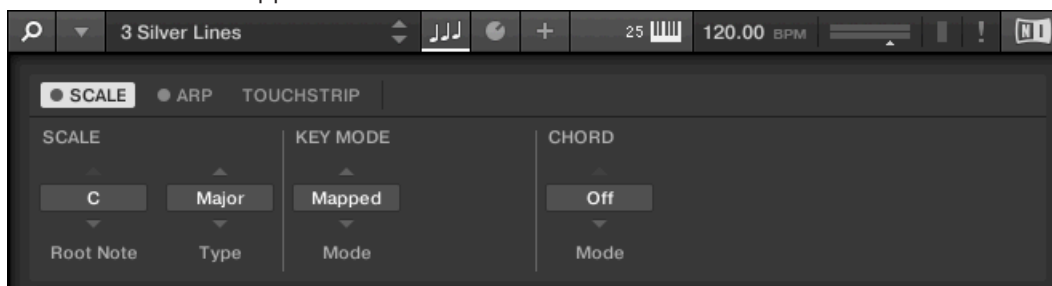 3 Silver Lines 25 120.00 BPM ! NI
SCALE ARP TOUCHSTRIP
SCALE KEY MODE CHORD
C Major Mapped Off
Root Note Type Mode Mode